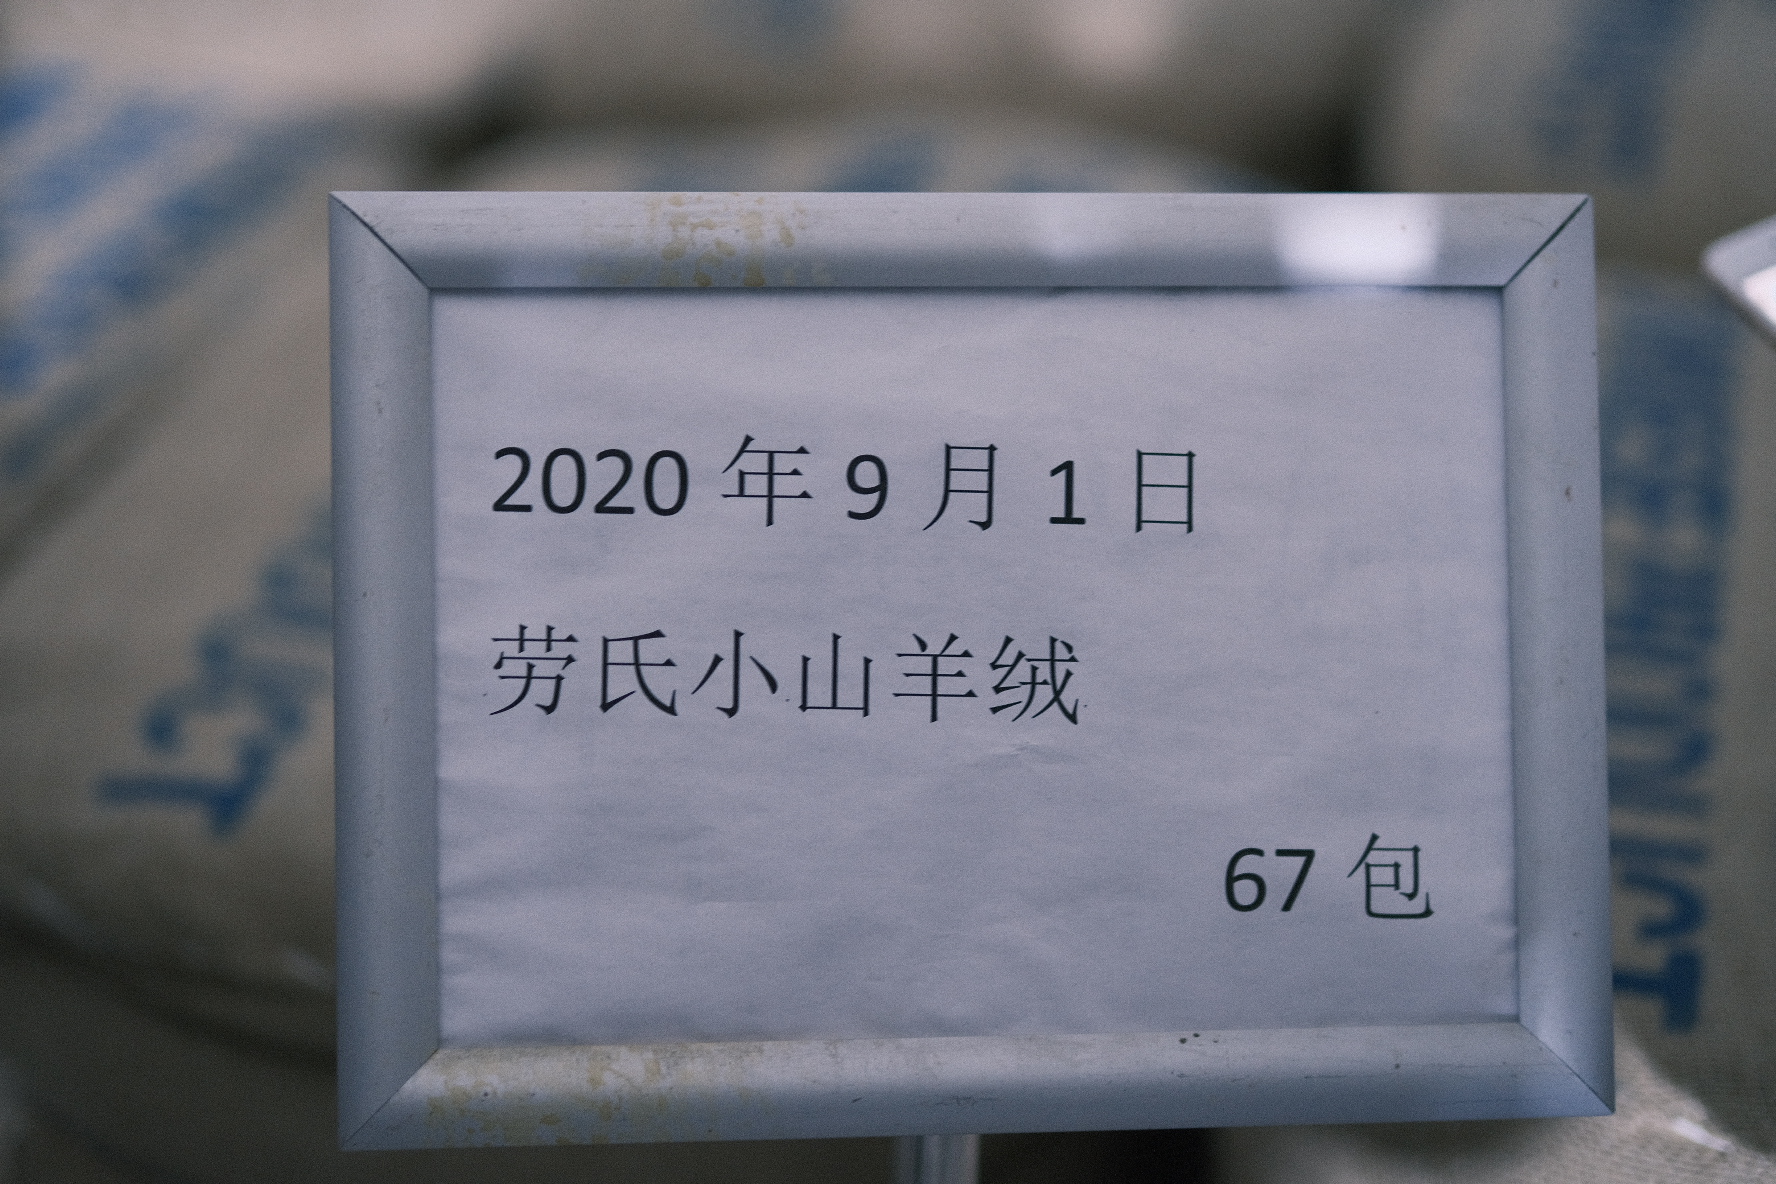 2020 年 9 月 1 日
劳氏小山羊绒
67 包